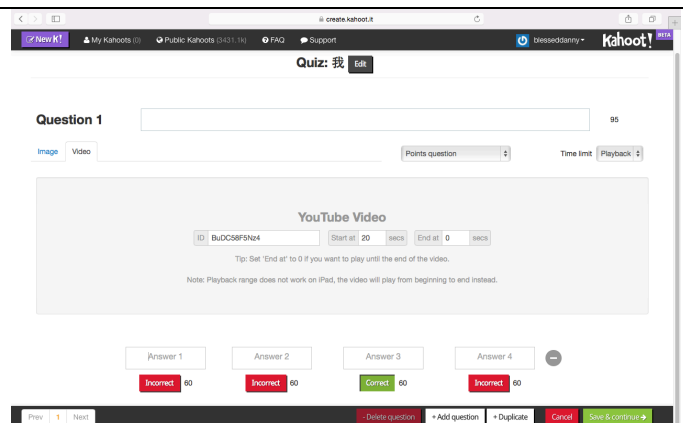 create.kahoot.it
New K! My Kahoots (0) Public Kahoots (3431.1k) FAQ Support blesseddanny Kahoot! BETA
Quiz: 我 Edit
Question 1 95
Image Video Points question Time limit Playback
YouTube Video
ID BuDC58F5Nz4 Start at 20 secs End at 0 secs
Tip: Set 'End at' to 0 if you want to play until the end of the video.
Note: Playback range does not work on iPad, the video will play from beginning to end instead.
Answer 1 Answer 2 Answer 3 Answer 4
Incorrect 60 Incorrect 60 Correct 60 Incorrect 60
Prev 1 Next - Delete question + Add question + Duplicate Cancel Save & continue